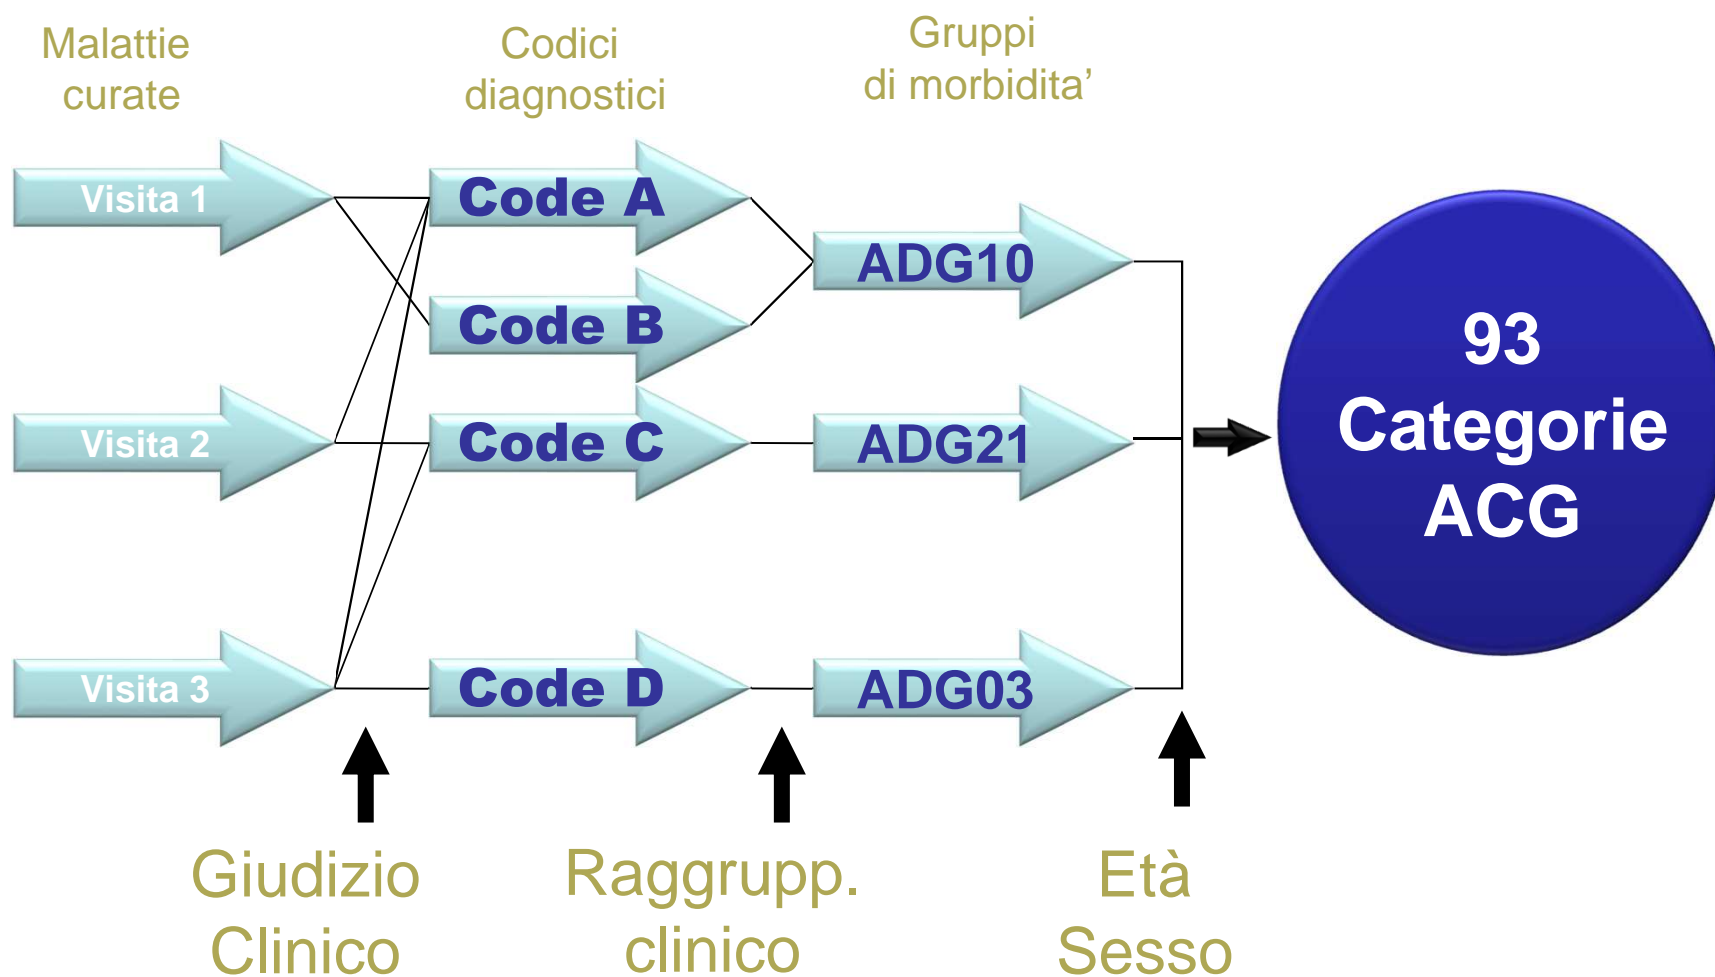 Malattie
curate
Codici
diagnostici
Gruppi
di morbidita’
Visita 1
Code A
ADG10
Code B
Visita 2
Code C
ADG21
Visita 3
Code D
ADG03
93
Categorie
ACG
Giudizio
Clinico
Raggrupp.
clinico
Età
Sesso